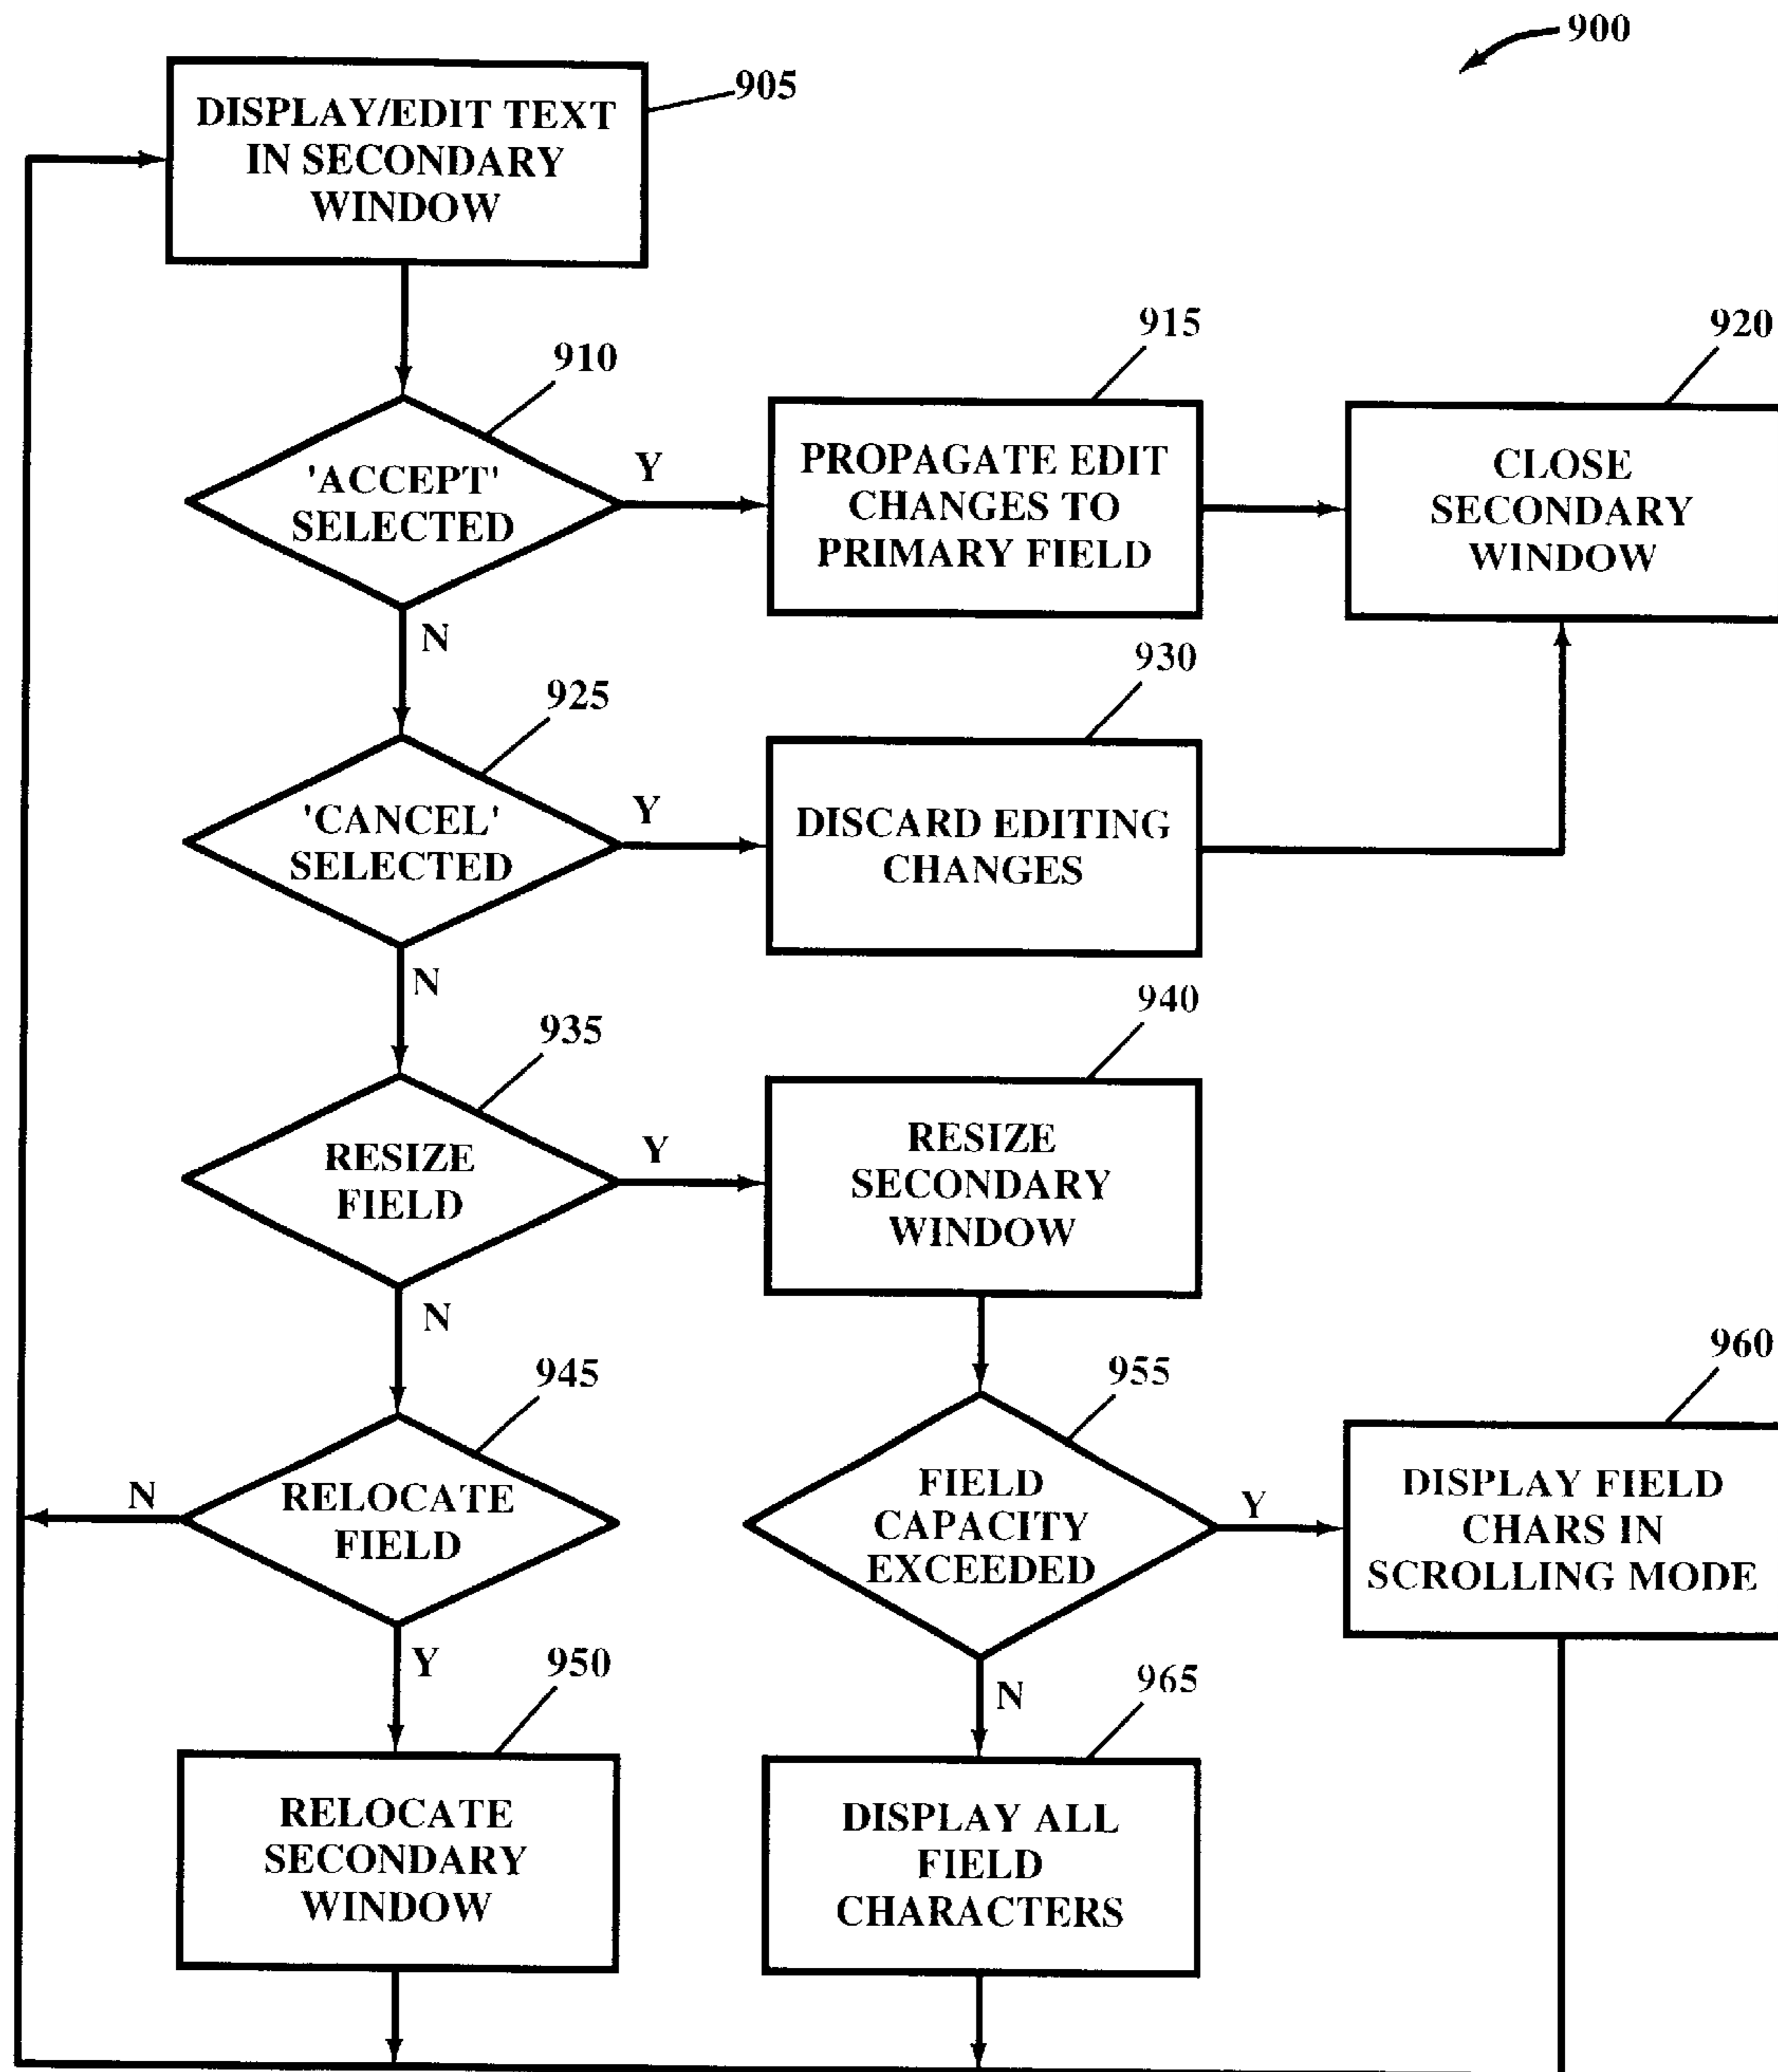 900
905
DISPLAY/EDIT TEXT
IN SECONDARY
WINDOW
910
'ACCEPT'
SELECTED
Y
N
915
PROPAGATE EDIT
CHANGES TO
PRIMARY FIELD
920
CLOSE
SECONDARY
WINDOW
925
'CANCEL'
SELECTED
Y
N
930
DISCARD EDITING
CHANGES
935
RESIZE
FIELD
Y
N
940
RESIZE
SECONDARY
WINDOW
945
RELOCATE
FIELD
N
Y
955
FIELD
CAPACITY
EXCEEDED
Y
N
960
DISPLAY FIELD
CHARS IN
SCROLLING MODE
950
RELOCATE
SECONDARY
WINDOW
965
DISPLAY ALL
FIELD
CHARACTERS